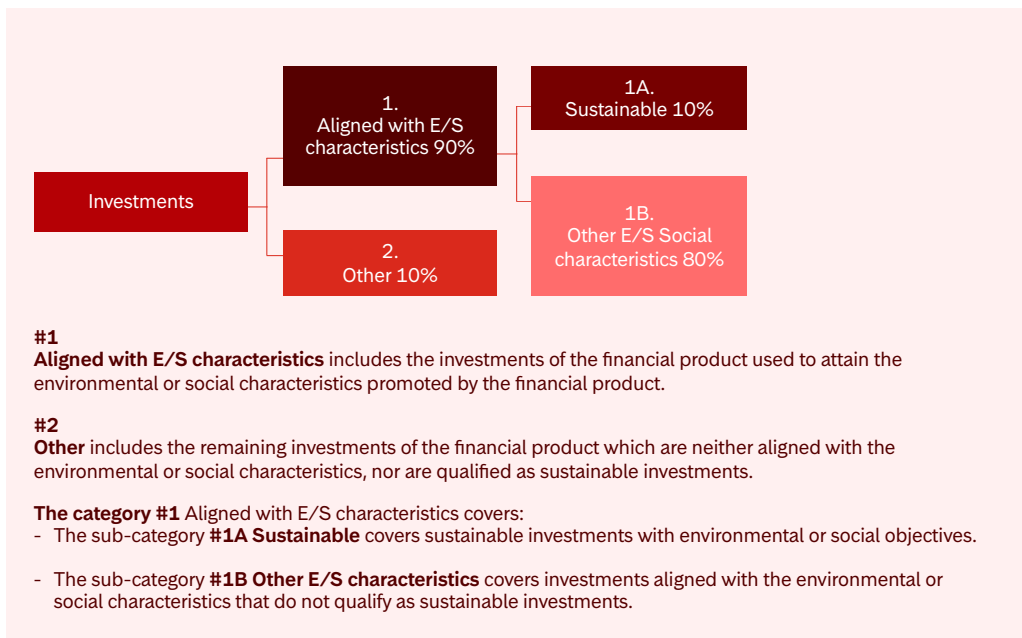 1.
Aligned with E/S
characteristics 90%
1A.
Sustainable 10%
Investments
1B.
Other E/S Social
characteristics 80%
2.
Other 10%
#1
Aligned with E/S characteristics includes the investments of the financial product used to attain the
environmental or social characteristics promoted by the financial product.
#2
Other includes the remaining investments of the financial product which are neither aligned with the
environmental or social characteristics, nor are qualified as sustainable investments.
The category #1 Aligned with E/S characteristics covers:
- The sub-category #1A Sustainable covers sustainable investments with environmental or social objectives.
- The sub-category #1B Other E/S characteristics covers investments aligned with the environmental or
social characteristics that do not qualify as sustainable investments.